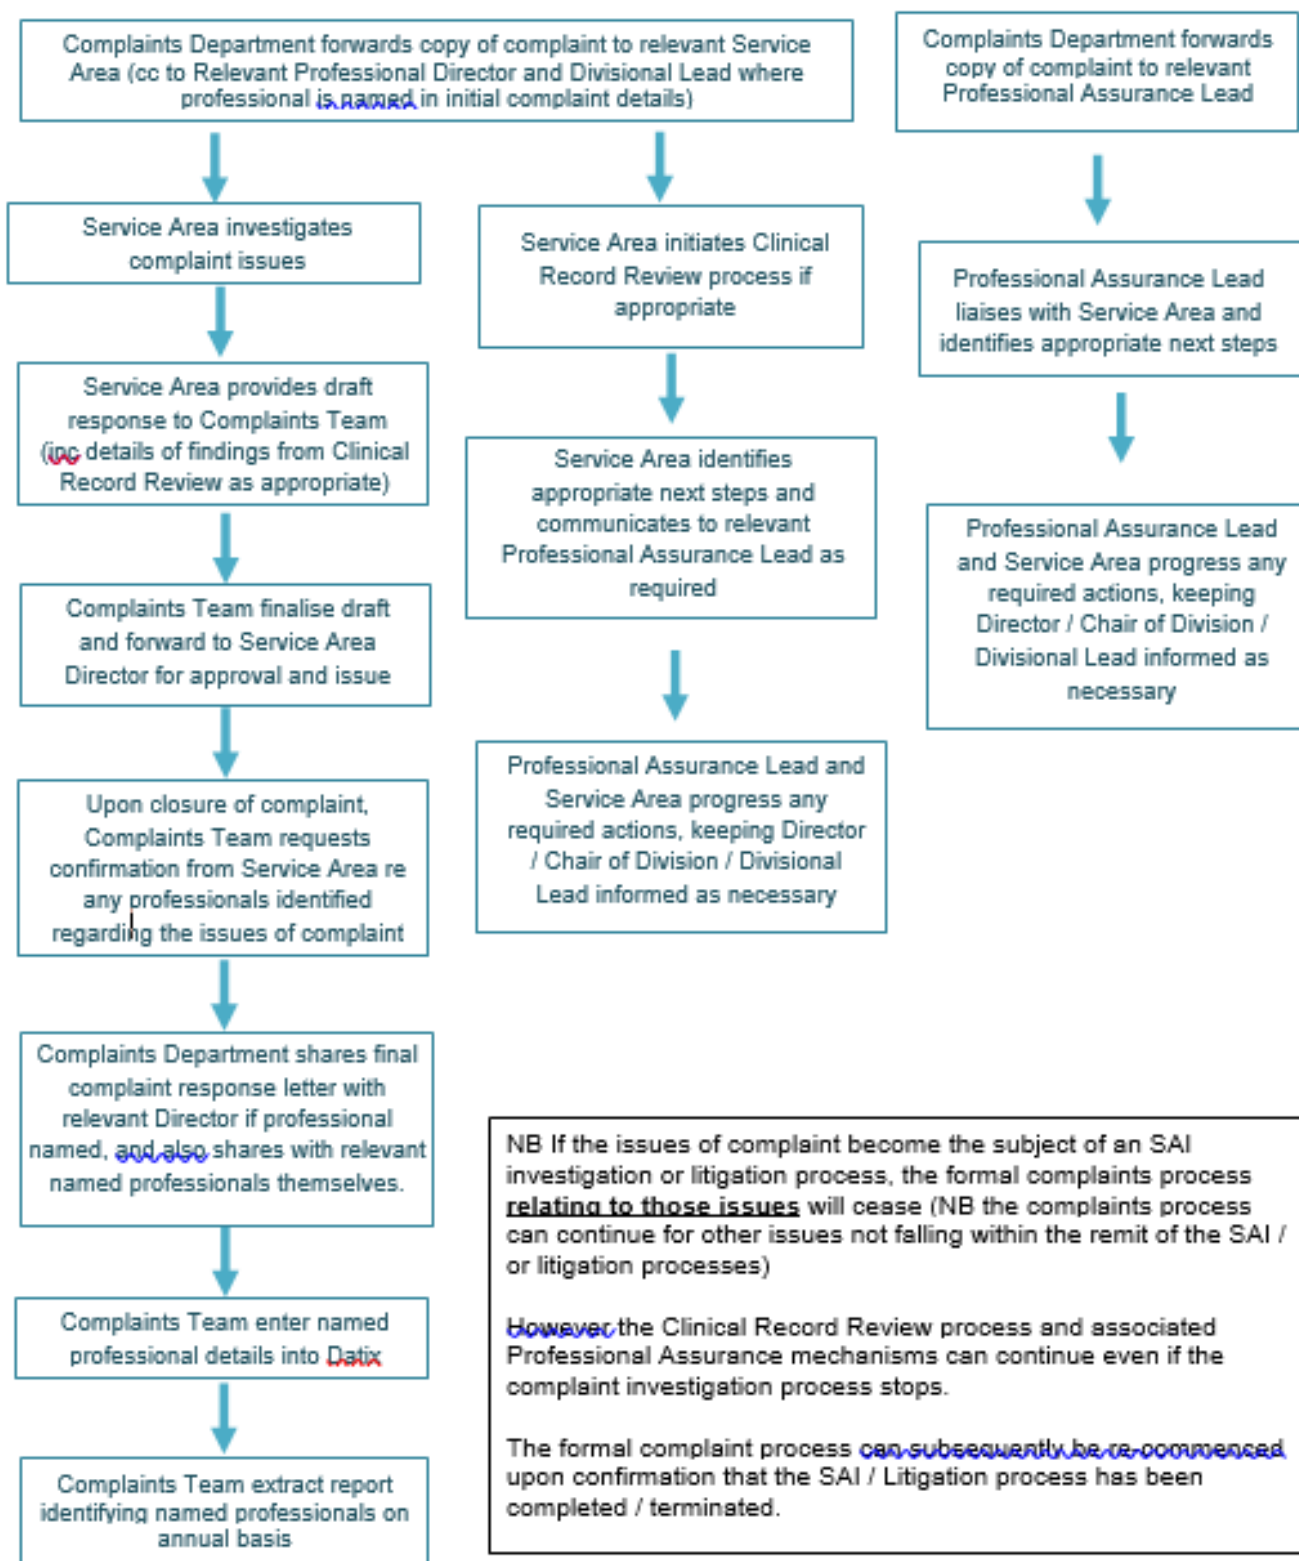 Complaints Department forwards copy of complaint to relevant Service
Area (cc to Relevant Professional Director and Divisional Lead where
professional is named in initial complaint details)
Complaints Department forwards
copy of complaint to relevant
Professional Assurance Lead
Service Area investigates
complaint issues
Service Area provides draft
response to Complaints Team
(inc details of findings from Clinical
Record Review as appropriate)
Complaints Team finalise draft
and forward to Service Area
Director for approval and issue
Upon closure of complaint,
Complaints Team requests
confirmation from Service Area re
any professionals identified
regarding the issues of complaint
Complaints Department shares final
complaint response letter with
relevant Director if professional
named, and also shares with relevant
named professionals themselves.
Complaints Team enter named
professional details into Datix
Complaints Team extract report
identifying named professionals on
annual basis
Service Area initiates Clinical
Record Review process if
appropriate
Service Area identifies
appropriate next steps and
communicates to relevant
Professional Assurance Lead as
required
Professional Assurance Lead and
Service Area progress any
required actions, keeping Director
/ Chair of Division / Divisional
Lead informed as necessary
Professional Assurance Lead
liaises with Service Area and
identifies appropriate next steps
Professional Assurance Lead
and Service Area progress any
required actions, keeping
Director / Chair of Division /
Divisional Lead informed as
necessary
NB If the issues of complaint become the subject of an SAI
investigation or litigation process, the formal complaints process
relating to those issues will cease (NB the complaints process
can continue for other issues not falling within the remit of the SAI /
or litigation processes)
However the Clinical Record Review process and associated
Professional Assurance mechanisms can continue even if the
complaint investigation process stops.
The formal complaint process can subsequently be re-commenced
upon confirmation that the SAI / Litigation process has been
completed / terminated.